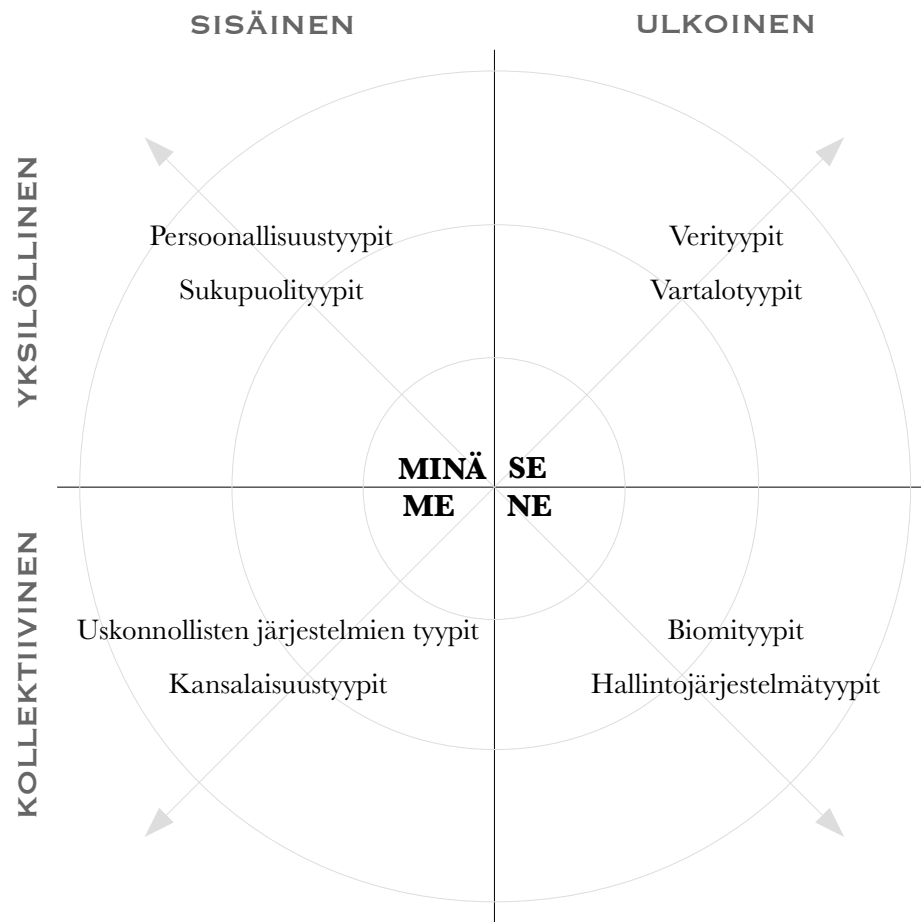 SISÄINEN
ULKOINEN
YKSILÖLLINEN
Persoonallisuustyypit
Sukupuolityypit
Verityypit
Vartalotyypit
MINÄ
SE
ME
NE
KOLLEKTIIVINEN
Uskonnollisten järjestelmien tyypit
Kansalaisuustyypit
Biomityypit
Hallintojärjestelmätyypit